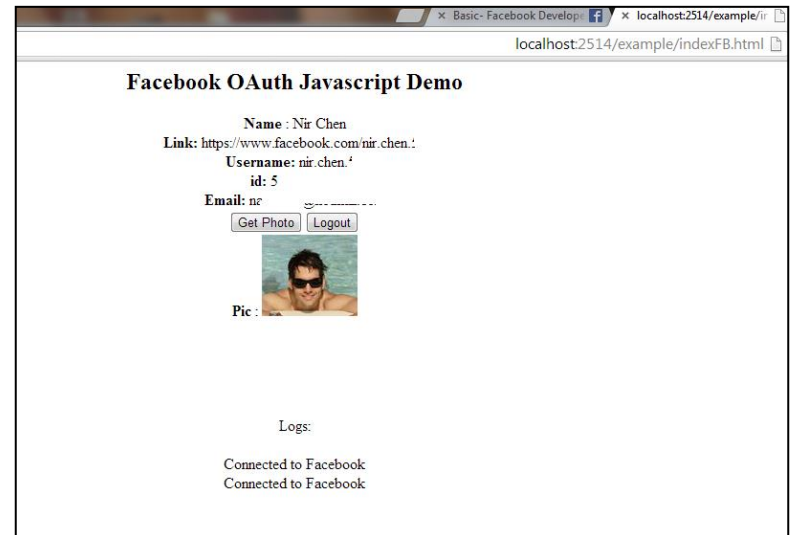 × Basic- Facebook Develope
× localhost:2514/example/ir
localhost:2514/example/indexFB.html
Facebook OAuth Javascript Demo
Name : Nir Chen
Link: https://www.facebook.com/nir.chen.
Username: nir.chen.
id: 5
Email: na
Get Photo Logout
Pic :
Logs:
Connected to Facebook
Connected to Facebook